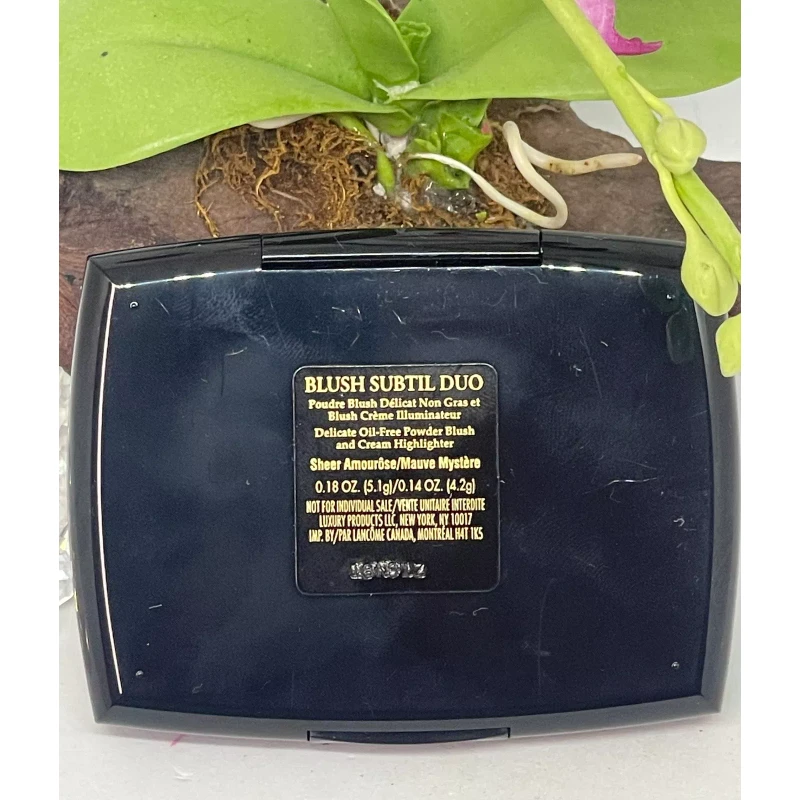 BLUSH SUBTIL DUO
Poudre Blush Délicat Non Gras et
Blush Crème Illuminateur
Delicate Oil-Free Powder Blush
and Cream Highlighter
Sheer Amourôse/Mauve Mystère
0.18 OZ. (5.1g)/0.14 OZ. (4.2g)
NOT FOR INDIVIDUAL SALE/VENTE UNITAIRE INTERDITE
LUXURY PRODUCTS LLC, NEW YORK, NY 10017
IMP. BY/PAR LANCÔME CANADA, MONTRÉAL H4T 1K5